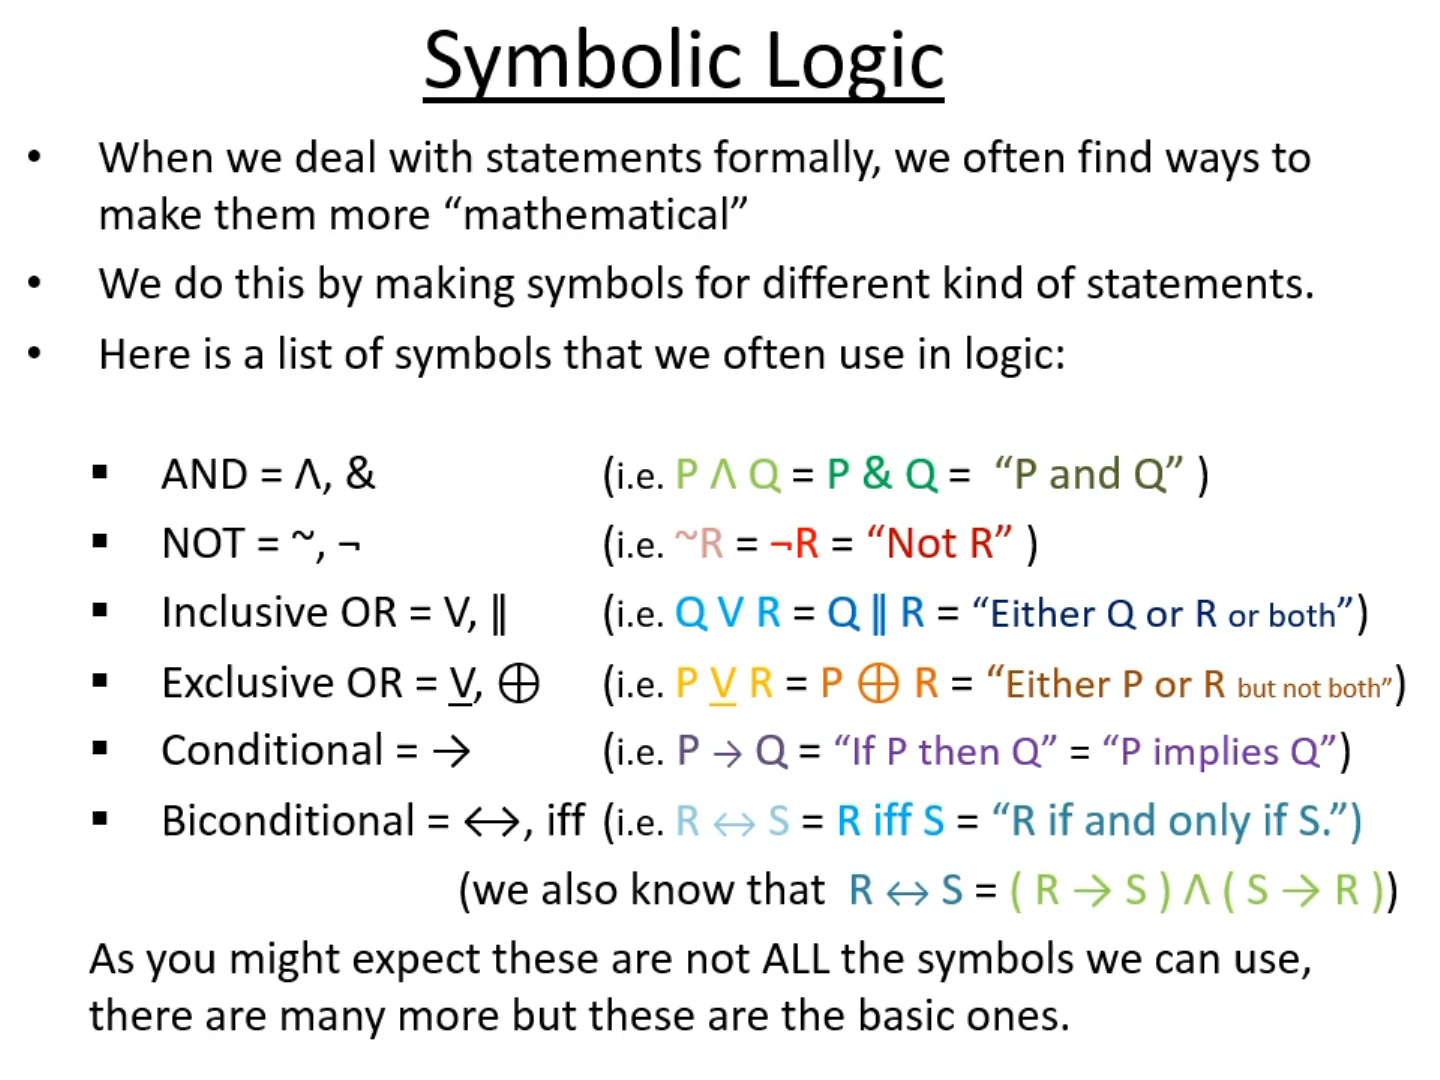 Symbolic Logic
• When we deal with statements formally, we often find ways to
make them more “mathematical”
• We do this by making symbols for different kind of statements.
• Here is a list of symbols that we often use in logic:
▪ AND = Ʌ, & (i.e. P Ʌ Q = P & Q = “P and Q” )
▪ NOT = ~, ¬ (i.e. ~R = ¬R = “Not R” )
▪ Inclusive OR = V, ‖ (i.e. Q V R = Q ‖ R = “Either Q or R or both”)
▪ Exclusive OR = V̲, ⊕ (i.e. P V̲ R = P ⊕ R = “Either P or R but not both”)
▪ Conditional = → (i.e. P → Q = “If P then Q” = “P implies Q”)
▪ Biconditional = ↔, iff (i.e. R ↔ S = R iff S = “R if and only if S.”)
(we also know that R ↔ S = ( R → S ) Ʌ ( S → R ))
As you might expect these are not ALL the symbols we can use,
there are many more but these are the basic ones.